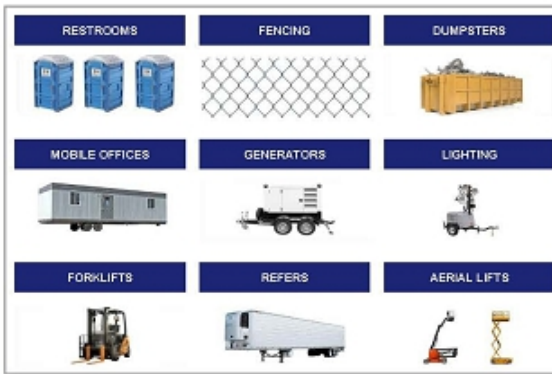 RESTROOMS
FENCING
DUMPSTERS
MOBILE OFFICES
GENERATORS
LIGHTING
FORKLIFTS
REFERS
AERIAL LIFTS